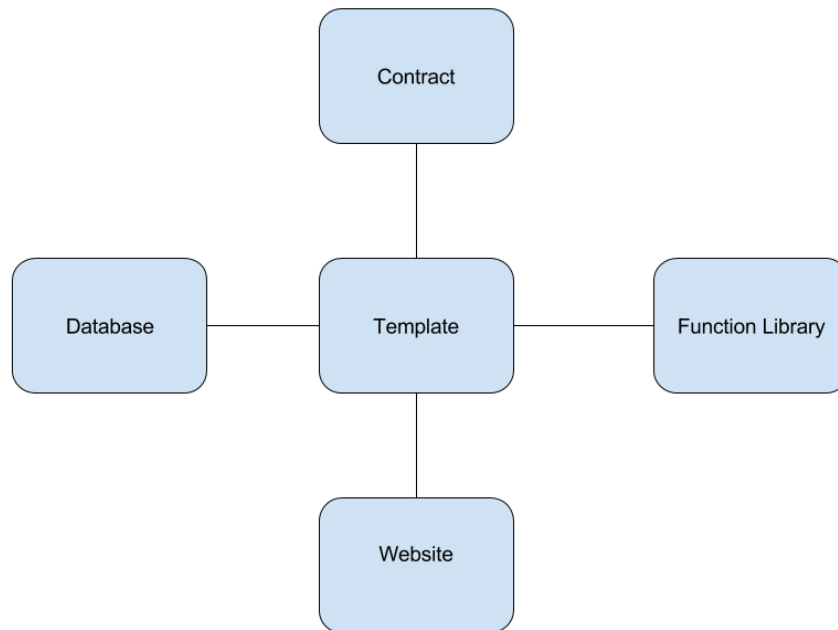 Contract
Database
Template
Function Library
Website